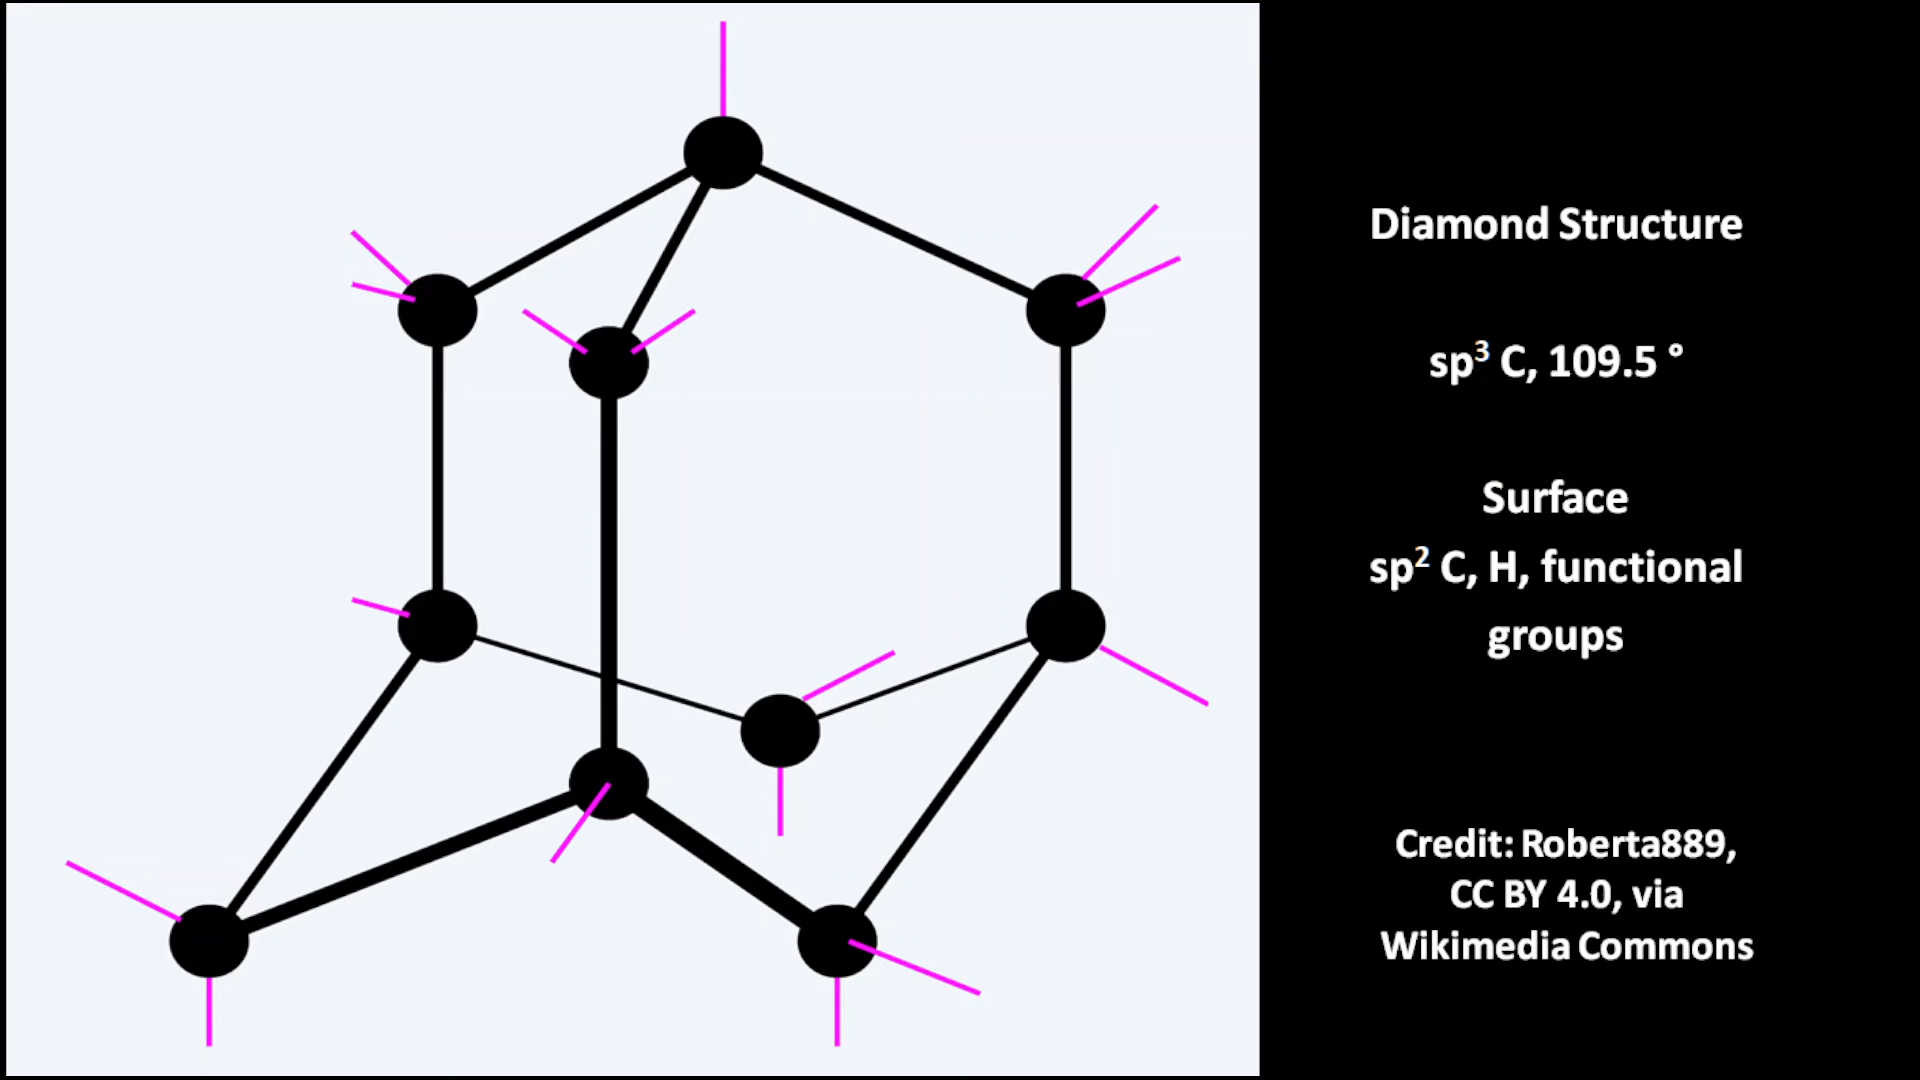 Diamond Structure
sp³ C, 109.5 °
Surface
sp² C, H, functional
groups
Credit: Roberta889,
CC BY 4.0, via
Wikimedia Commons